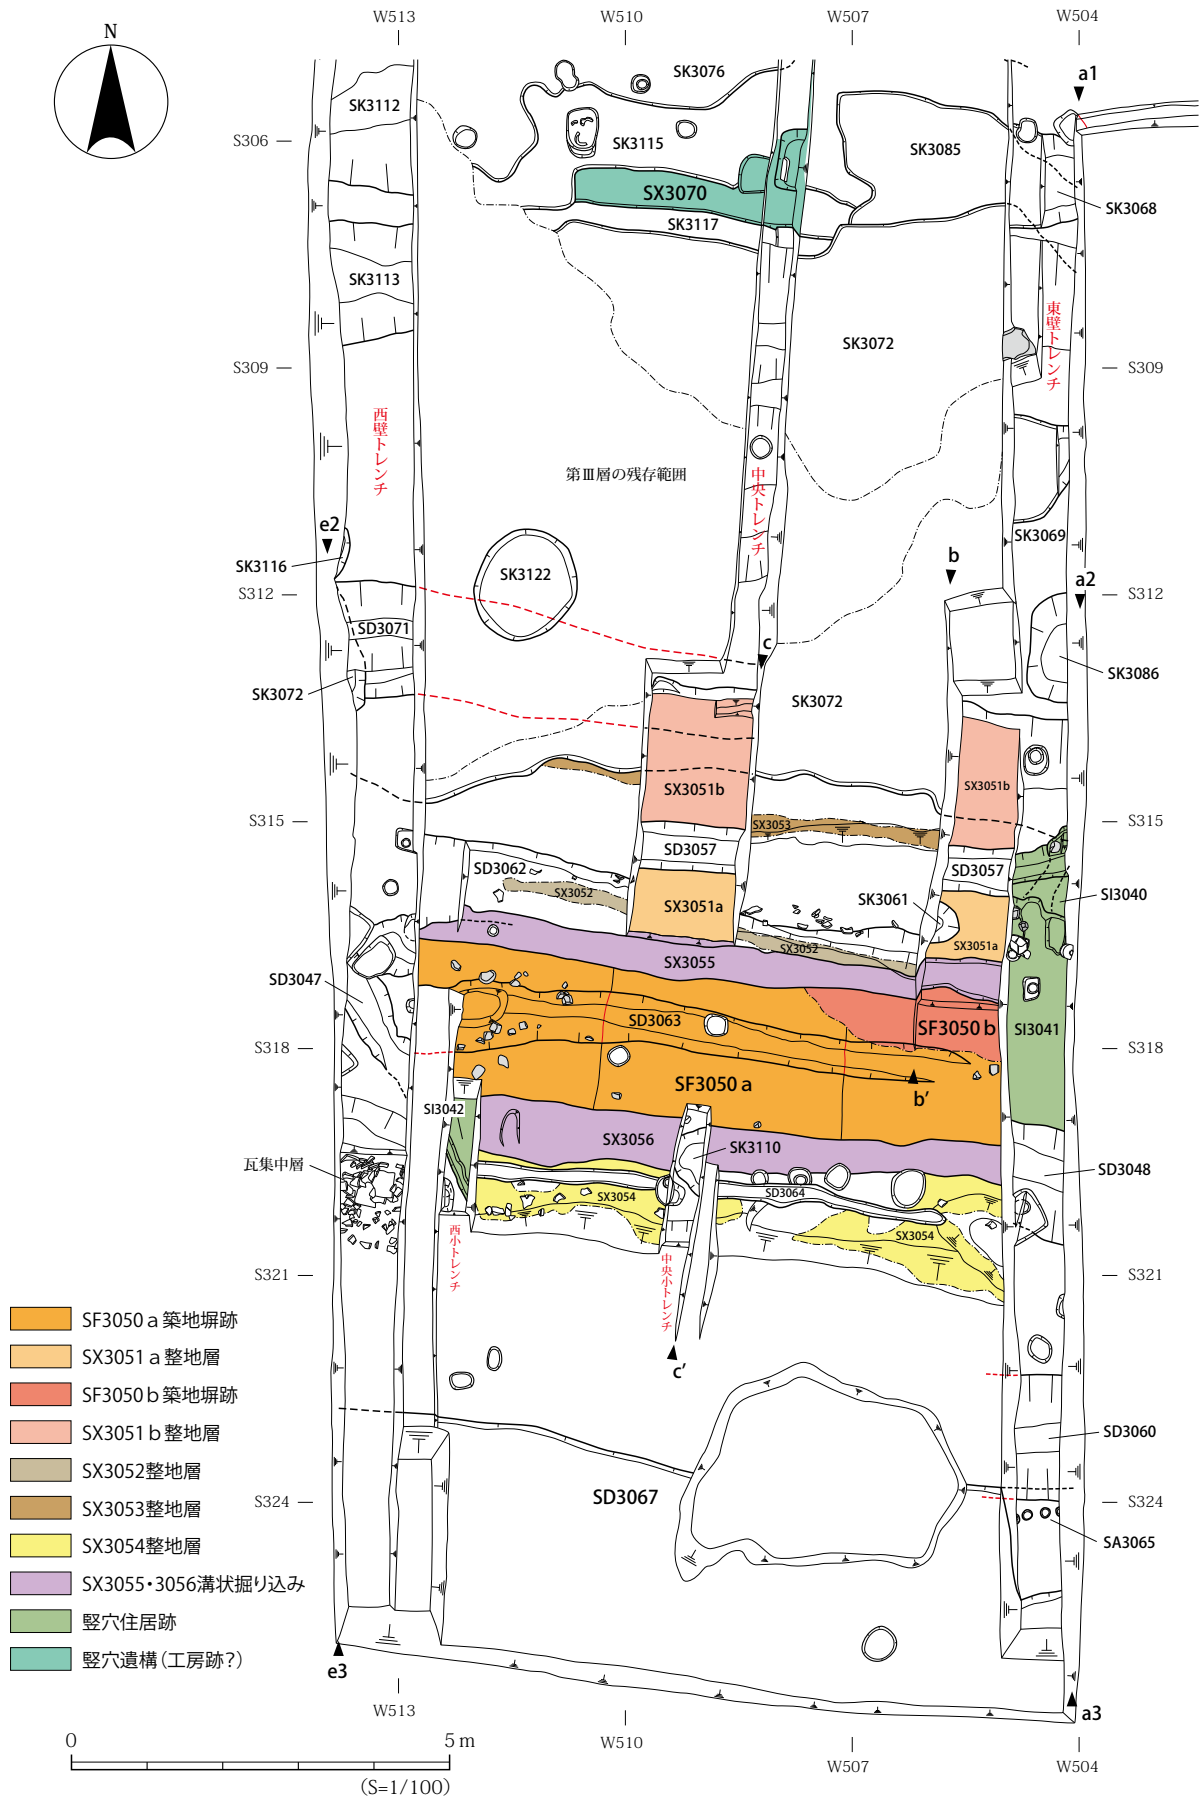 W513
W510
W507
W504
N
SK3076
a1
SK3112
S306
SK3115
SK3085
SX3070
SK3068
SK3117
SK3113
東壁トレンチ
SK3072
S309
S309
西壁トレンチ
第Ⅲ層の残存範囲
中央トレンチ
e2
SK3069
b
SK3116
SK3122
a2
S312
S312
SD3071
c
SK3086
SK3072
SK3072
SX3051b
SX3051b
S315
SX3053
S315
SD3057
SD3062
SD3057
SX3052
SK3061
SI3040
SX3051a
SX3051a
SX3052
SX3055
SD3047
SD3063
SF3050 b
SI3041
S318
S318
SF3050 a
b′
SI3042
SX3056
SK3110
瓦集中層
SD3048
SD3064
SX3054
SX3054
西小トレンチ
中央小トレンチ
S321
S321
SF3050 a 築地塀跡
SX3051 a 整地層
c′
SF3050 b 築地塀跡
SX3051 b 整地層
SD3060
SX3052整地層
SD3067
SX3053整地層
S324
S324
SX3054整地層
SA3065
SX3055・3056溝状掘り込み
竪穴住居跡
竪穴遺構（工房跡？）
e3
W513
a3
0 5 m
W510
W507
W504
(S=1/100)